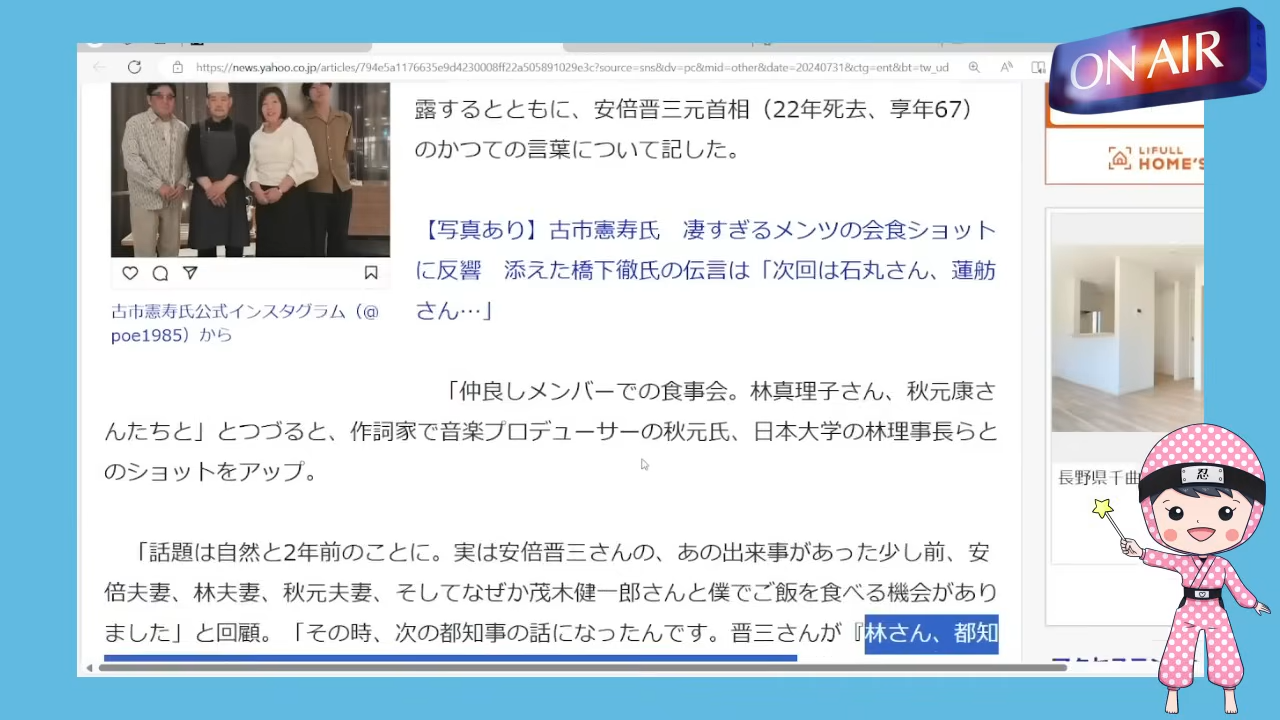 https://news.yahoo.co.jp/articles/794e5a1176635e9d4230008ff22a505891029e3c?source=sns&dv=pc&mid=other&date=20240731&ctg=ent&bt=tw_ud
ON AIR
露するとともに、安倍晋三元首相（22年死去、享年67）
のかつての言葉について記した。
LIFULL
HOME'S
【写真あり】古市憲寿氏　凄すぎるメンツの会食ショット
に反響　添えた橋下徹氏の伝言は「次回は石丸さん、蓮舫
さん…」
古市憲寿氏公式インスタグラム（@
poe1985）から
「仲良しメンバーでの食事会。林真理子さん、秋元康さ
んたちと」とつづると、作詞家で音楽プロデューサーの秋元氏、日本大学の林理事長らと
のショットをアップ。
長野県千曲
忍
「話題は自然と2年前のことに。実は安倍晋三さんの、あの出来事があった少し前、安
倍夫妻、林夫妻、秋元夫妻、そしてなぜか茂木健一郎さんと僕でご飯を食べる機会があり
ました」と回顧。「その時、次の都知事の話になったんです。晋三さんが『林さん、都知